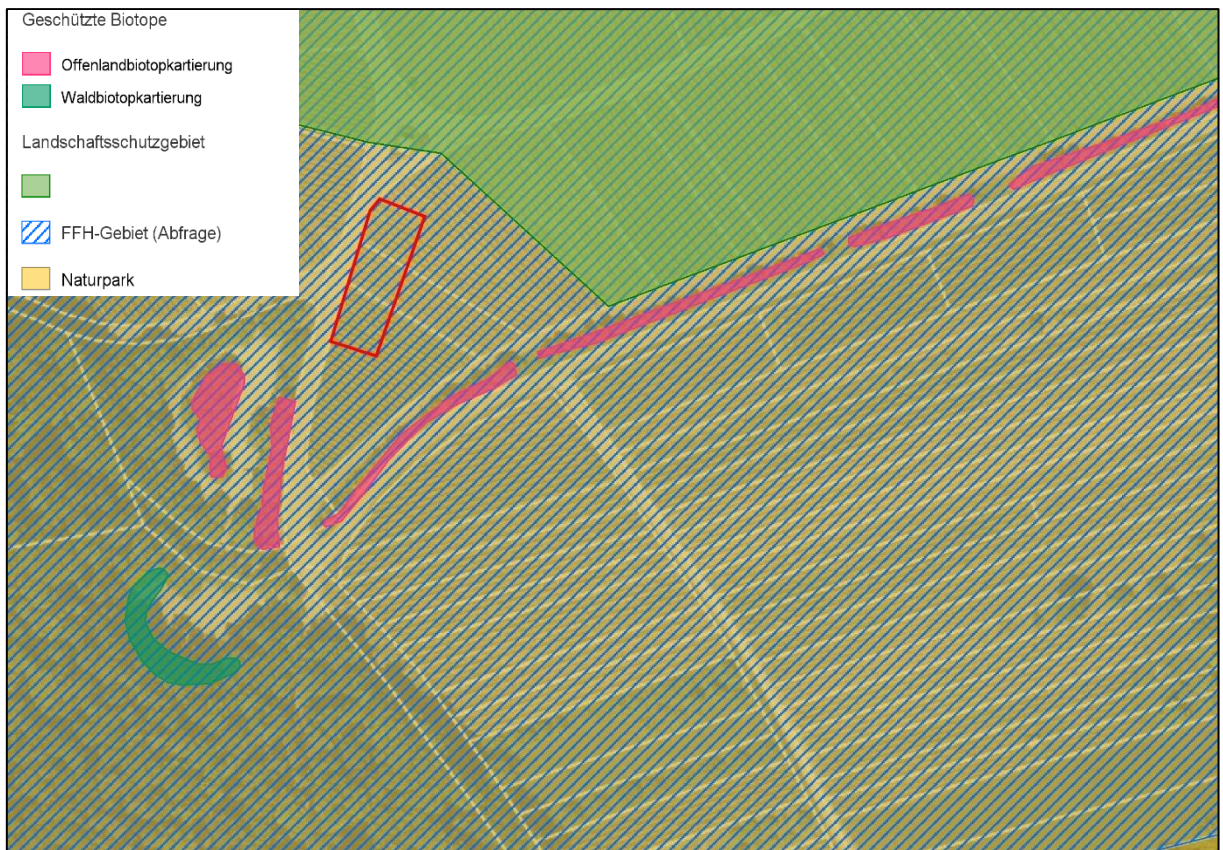 Geschützte Biotope
Offenlandbiotopkartierung
Waldbiotopkartierung
Landschaftsschutzgebiet
FFH-Gebiet (Abfrage)
Naturpark